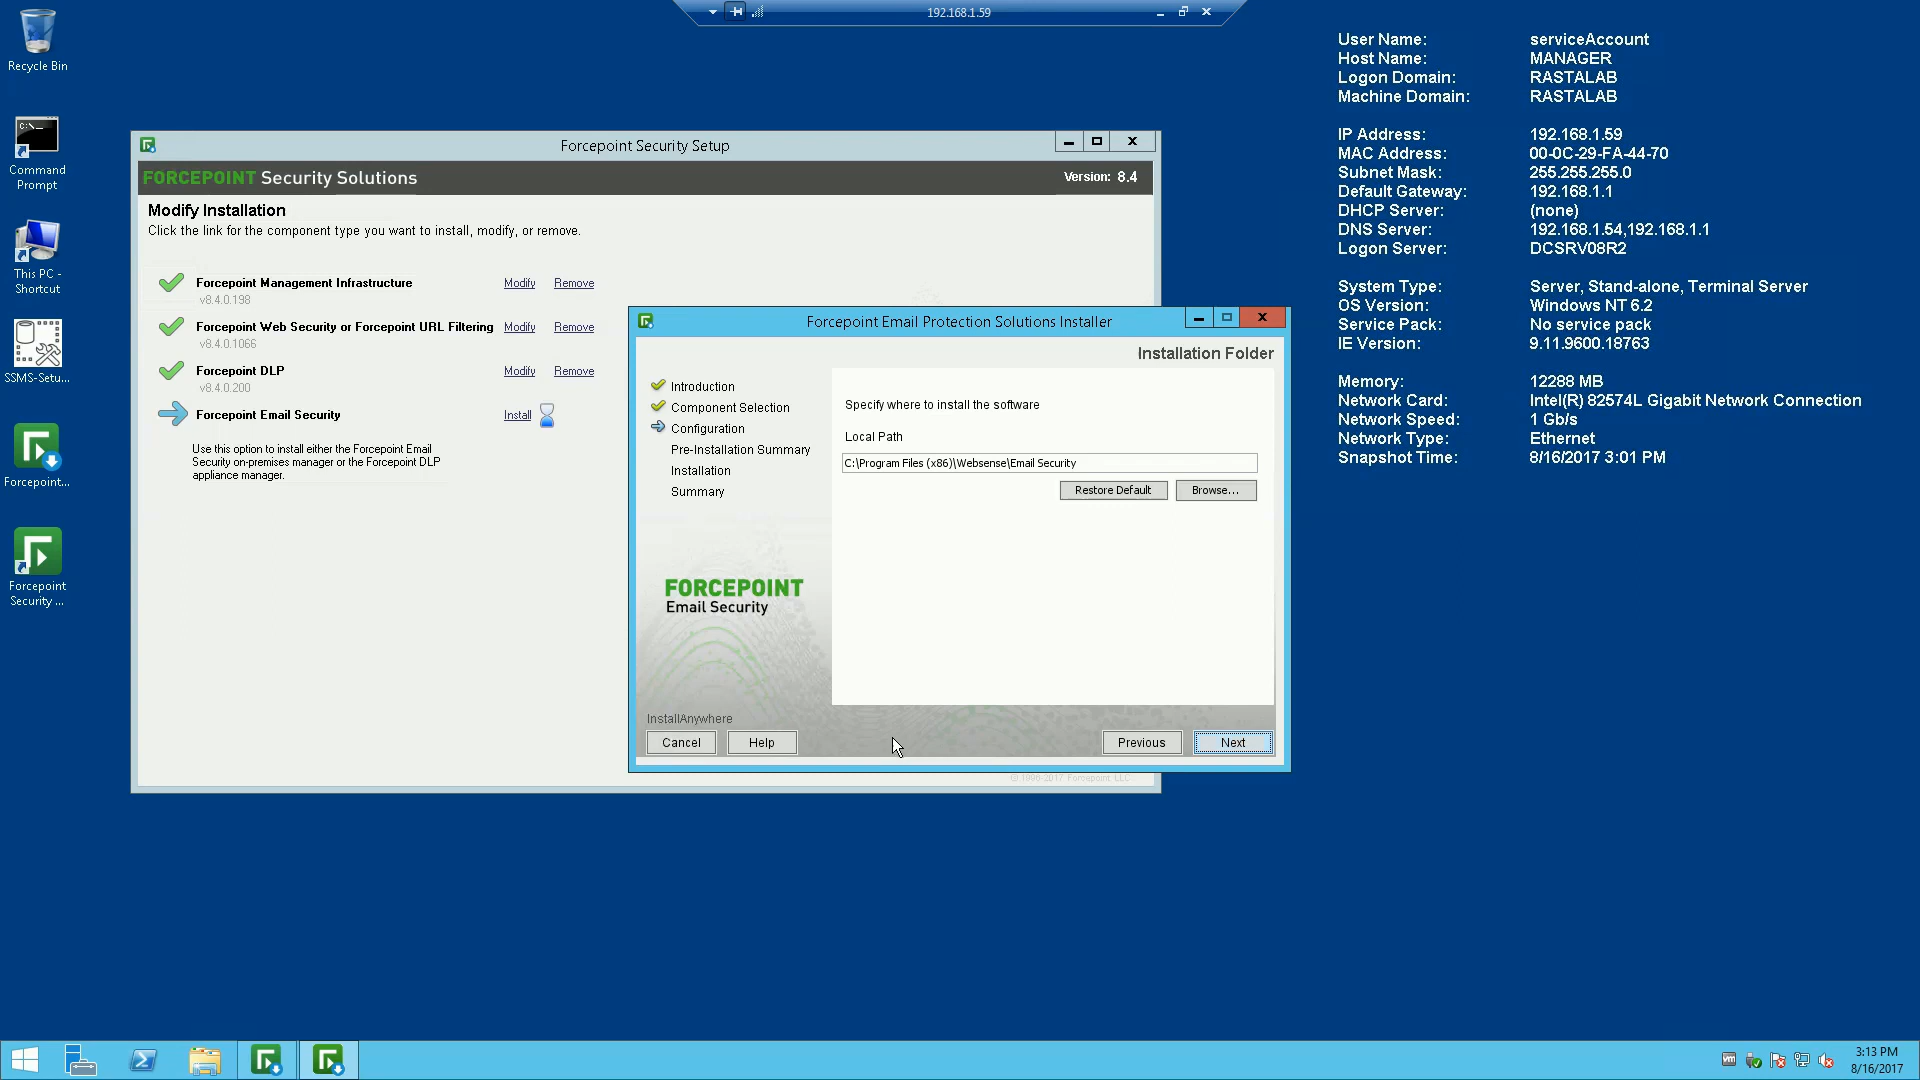 192.168.1.59
Recycle Bin
Command
Prompt
This PC -
Shortcut
SSMS-Setu...
Forcepoint...
Forcepoint
Security ...
User Name: serviceAccount
Host Name: MANAGER
Logon Domain: RASTALAB
Machine Domain: RASTALAB
IP Address: 192.168.1.59
MAC Address: 00-0C-29-FA-44-70
Subnet Mask: 255.255.255.0
Default Gateway: 192.168.1.1
DHCP Server: (none)
DNS Server: 192.168.1.54,192.168.1.1
Logon Server: DCSRV08R2
System Type: Server, Stand-alone, Terminal Server
OS Version: Windows NT 6.2
Service Pack: No service pack
IE Version: 9.11.9600.18763
Memory: 12288 MB
Network Card: Intel(R) 82574L Gigabit Network Connection
Network Speed: 1 Gb/s
Network Type: Ethernet
Snapshot Time: 8/16/2017 3:01 PM
Forcepoint Security Setup
FORCEPOINT Security Solutions
Version: 8.4
Modify Installation
Click the link for the component type you want to install, modify, or remove.
Forcepoint Management Infrastructure Modify Remove
v8.4.0.198
Forcepoint Web Security or Forcepoint URL Filtering Modify Remove
v8.4.0.1066
Forcepoint DLP Modify Remove
v8.4.0.200
Forcepoint Email Security Install
Use this option to install either the Forcepoint Email
Security on-premises manager or the Forcepoint DLP
appliance manager.
© 1996-2017 Forcepoint LLC
Forcepoint Email Protection Solutions Installer
Installation Folder
Introduction
Component Selection
Configuration
Pre-Installation Summary
Installation
Summary
FORCEPOINT
Email Security
Specify where to install the software
Local Path
C:\Program Files (x86)\Websense\Email Security
Restore Default Browse...
InstallAnywhere
Cancel Help Previous Next
3:13 PM
8/16/2017